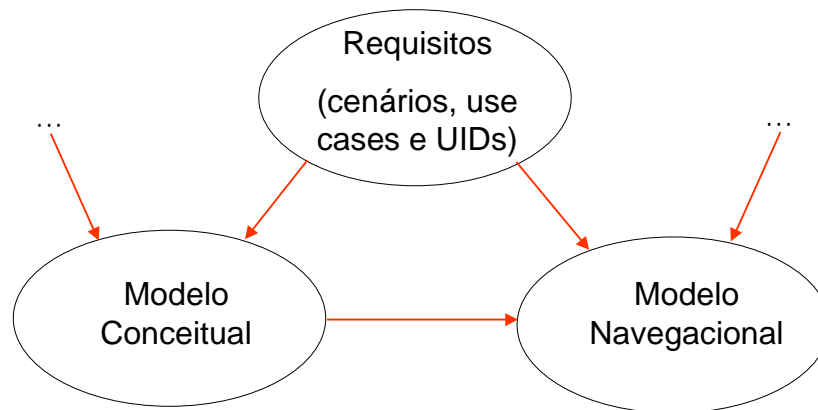 Requisitos
(cenários, use
cases e UIDs)
...
...
Modelo
Conceitual
Modelo
Navegacional